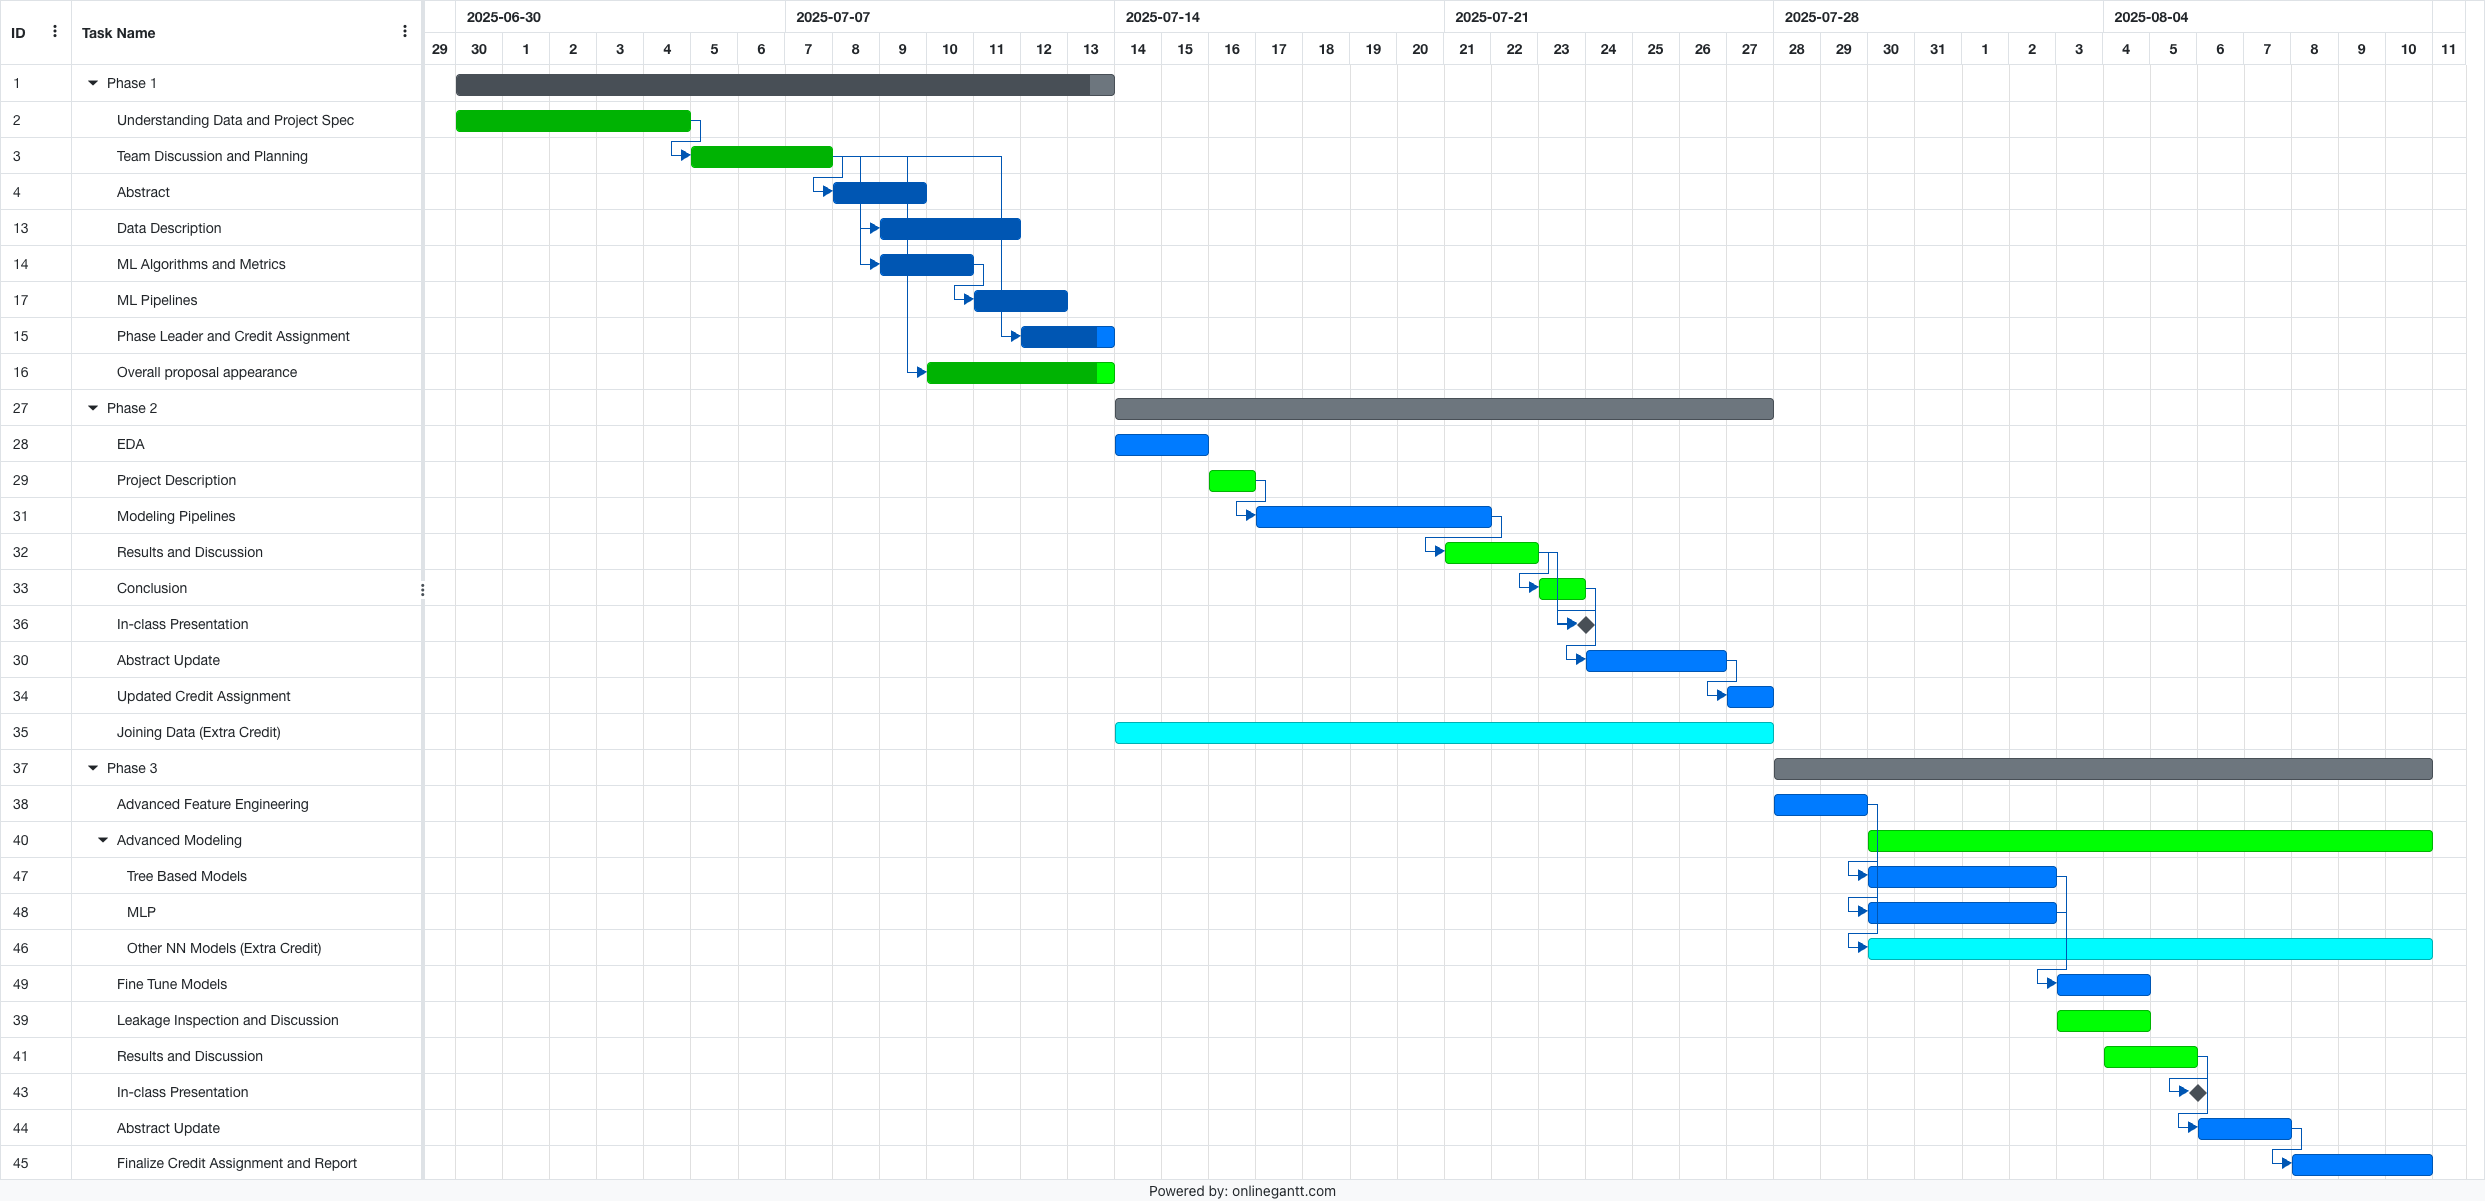 ID Task Name 2025-06-30 2025-07-07 2025-07-14 2025-07-21 2025-07-28 2025-08-04
29 30 1 2 3 4 5 6 7 8 9 10 11 12 13 14 15 16 17 18 19 20 21 22 23 24 25 26 27 28 29 30 31 1 2 3 4 5 6 7 8 9 10 11
1 Phase 1
2 Understanding Data and Project Spec
3 Team Discussion and Planning
4 Abstract
13 Data Description
14 ML Algorithms and Metrics
17 ML Pipelines
15 Phase Leader and Credit Assignment
16 Overall proposal appearance
27 Phase 2
28 EDA
29 Project Description
31 Modeling Pipelines
32 Results and Discussion
33 Conclusion
36 In-class Presentation
30 Abstract Update
34 Updated Credit Assignment
35 Joining Data (Extra Credit)
37 Phase 3
38 Advanced Feature Engineering
40 Advanced Modeling
47 Tree Based Models
48 MLP
46 Other NN Models (Extra Credit)
49 Fine Tune Models
39 Leakage Inspection and Discussion
41 Results and Discussion
43 In-class Presentation
44 Abstract Update
45 Finalize Credit Assignment and Report
Powered by: onlinegantt.com